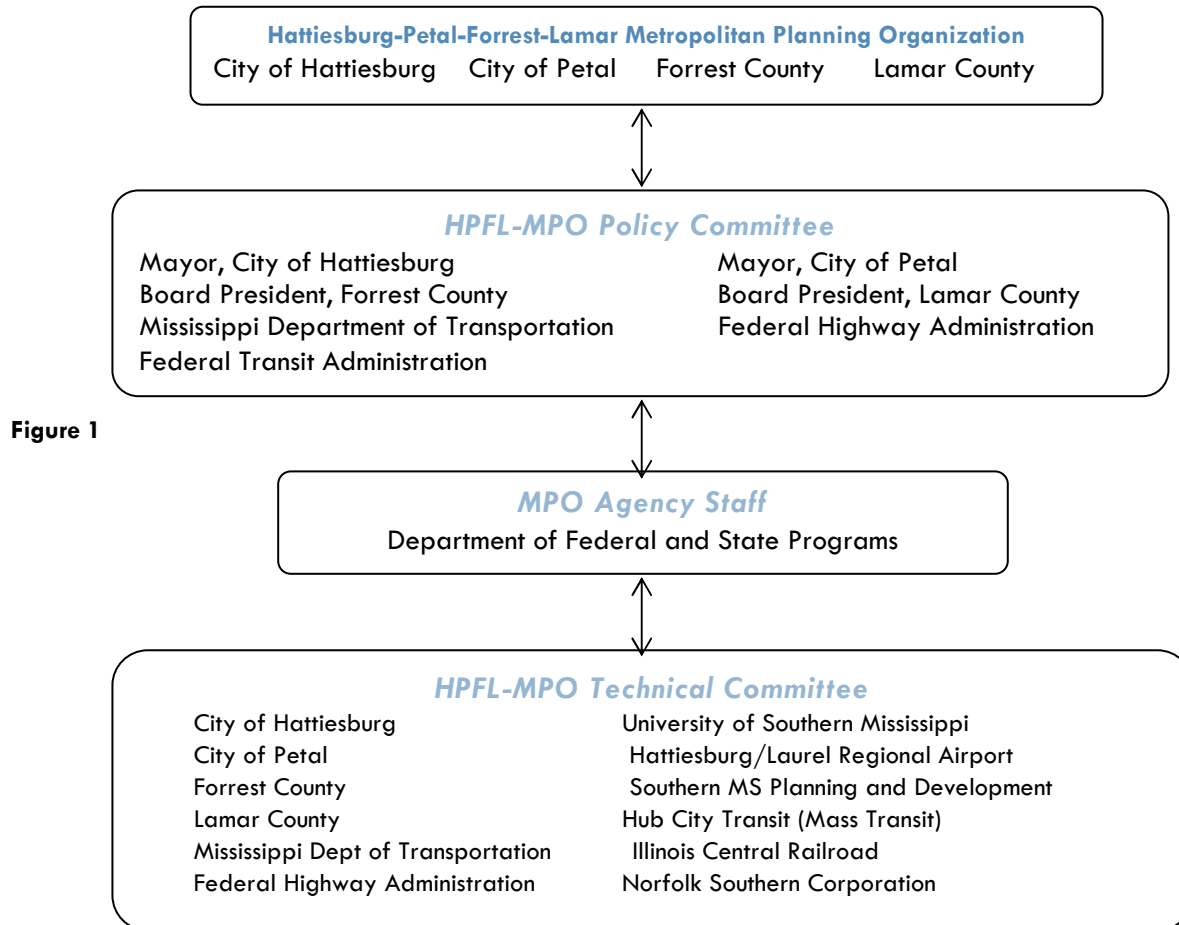 Hattiesburg-Petal-Forrest-Lamar Metropolitan Planning Organization
City of Hattiesburg City of Petal Forrest County Lamar County
HPFL-MPO Policy Committee
Mayor, City of Hattiesburg Mayor, City of Petal
Board President, Forrest County Board President, Lamar County
Mississippi Department of Transportation Federal Highway Administration
Federal Transit Administration
Figure 1
MPO Agency Staff
Department of Federal and State Programs
HPFL-MPO Technical Committee
City of Hattiesburg University of Southern Mississippi
City of Petal Hattiesburg/Laurel Regional Airport
Forrest County Southern MS Planning and Development
Lamar County Hub City Transit (Mass Transit)
Mississippi Dept of Transportation Illinois Central Railroad
Federal Highway Administration Norfolk Southern Corporation